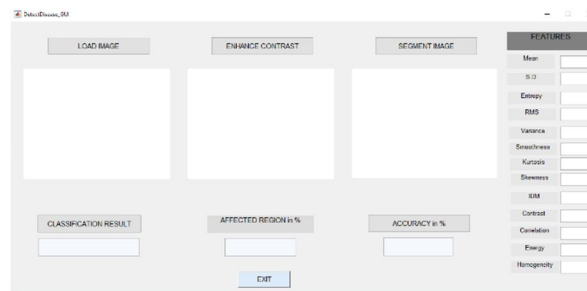 DetectDisease_GUI
LOAD IMAGE
ENHANCE CONTRAST
SEGMENT IMAGE
FEATURES
Mean
S.D
Entropy
RMS
Variance
Smoothness
Kurtosis
Skewness
IDM
Contrast
Correlation
Energy
Homogeneity
CLASSIFICATION RESULT
AFFECTED REGION in %
ACCURACY in %
EXIT